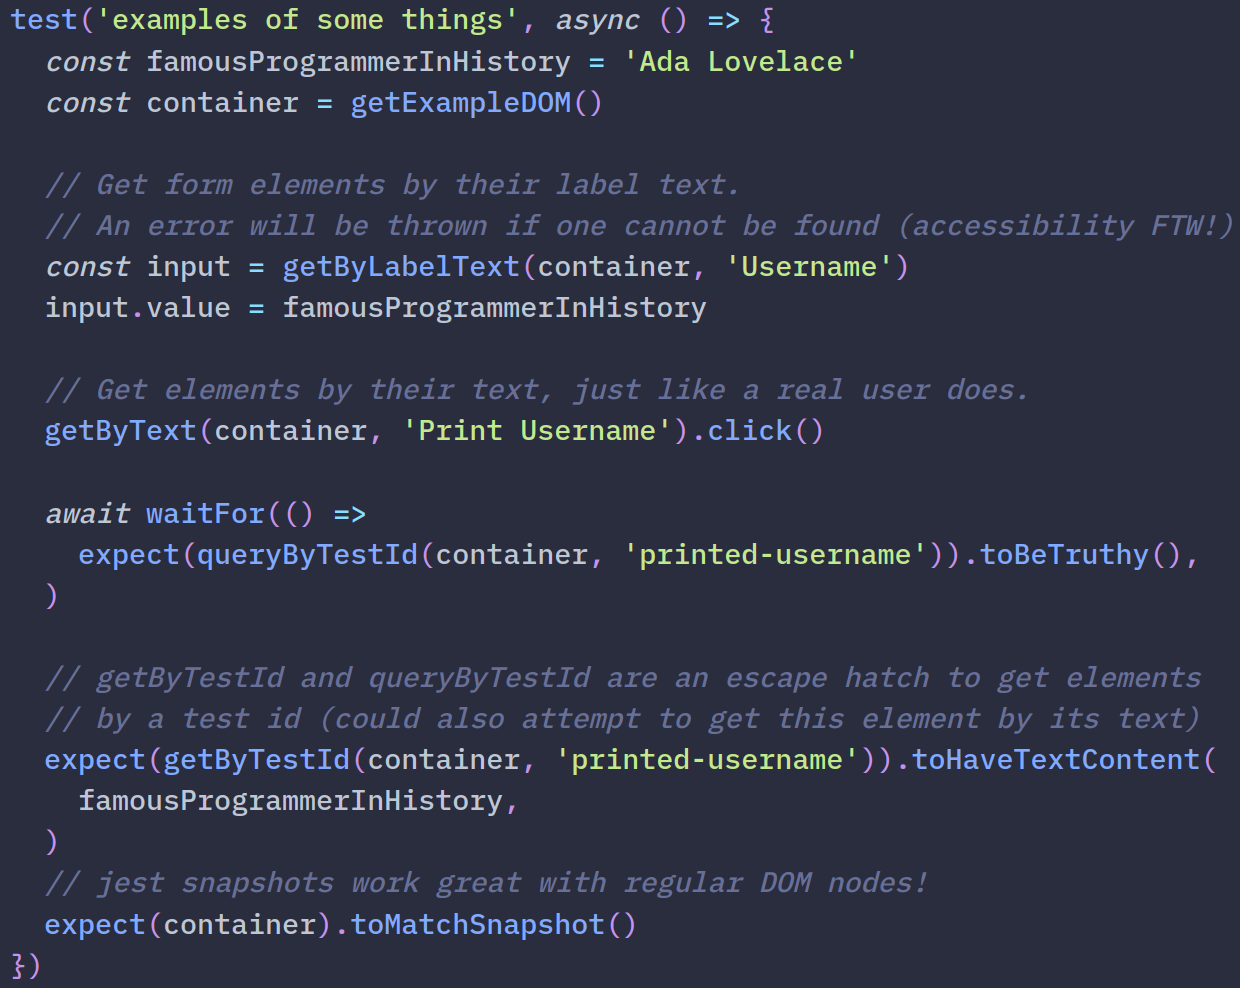 test('examples of some things', async () => {
  const famousProgrammerInHistory = 'Ada Lovelace'
  const container = getExampleDOM()

  // Get form elements by their label text.
  // An error will be thrown if one cannot be found (accessibility FTW!)
  const input = getByLabelText(container, 'Username')
  input.value = famousProgrammerInHistory

  // Get elements by their text, just like a real user does.
  getByText(container, 'Print Username').click()

  await waitFor(() =>
    expect(queryByTestId(container, 'printed-username')).toBeTruthy(),
  )

  // getByTestId and queryByTestId are an escape hatch to get elements
  // by a test id (could also attempt to get this element by its text)
  expect(getByTestId(container, 'printed-username')).toHaveTextContent(
    famousProgrammerInHistory,
  )
  // jest snapshots work great with regular DOM nodes!
  expect(container).toMatchSnapshot()
})